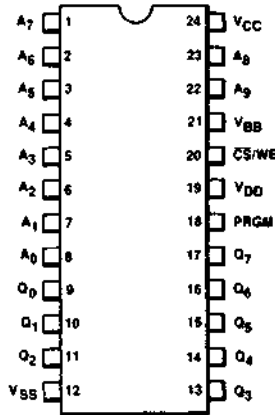 A7 1 24 VCC
A6 2 23 A8
A5 3 22 A9
A4 4 21 VBB
A3 5 20 CS/WE
A2 6 19 VDD
A1 7 18 PRGM
A0 8 17 Q7
Q0 9 16 Q6
Q1 10 15 Q5
Q2 11 14 Q4
VSS 12 13 Q3